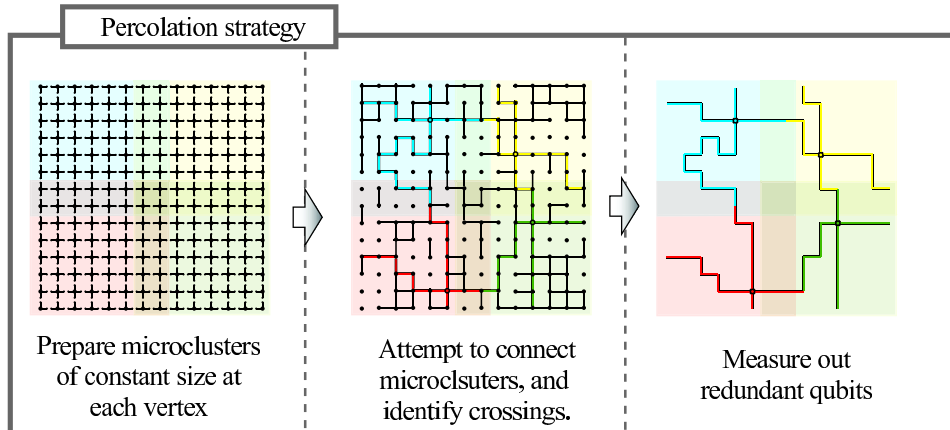 Percolation strategy
Prepare microclusters
of constant size at
each vertex
Attempt to connect
microclsuters, and
identify crossings.
Measure out
redundant qubits